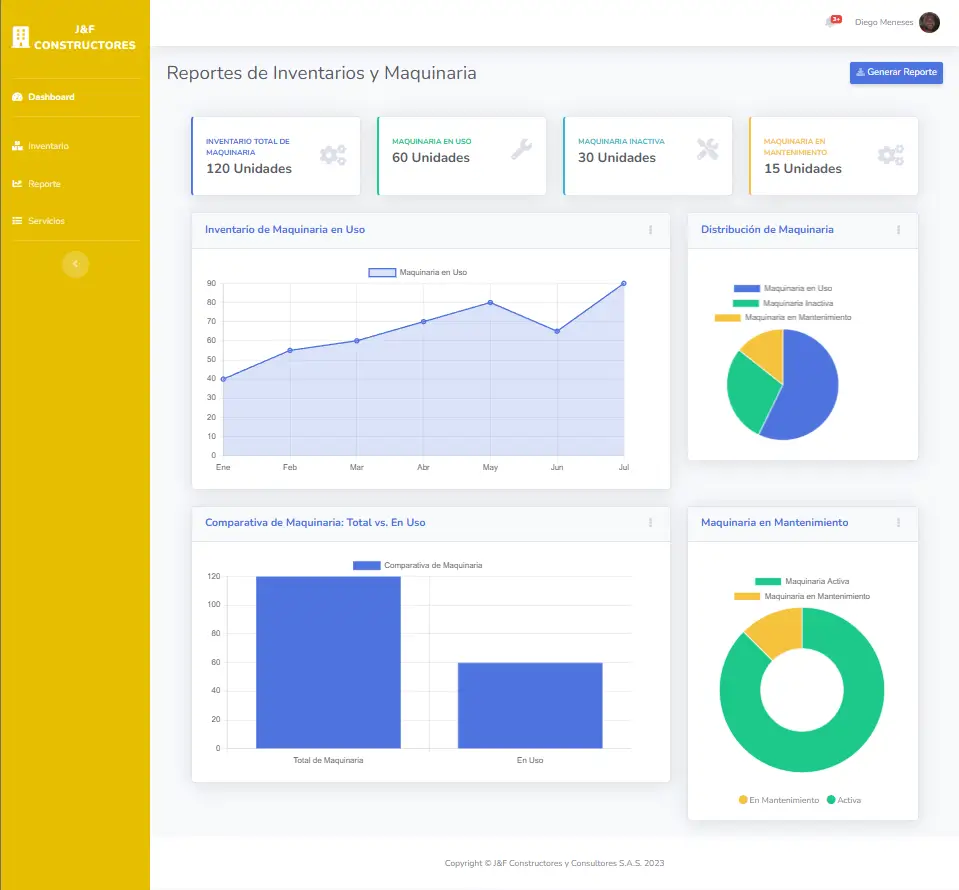 J&F
CONSTRUCTORES
3+
Diego Meneses
Dashboard
Inventario
Reporte
Servicios
Reportes de Inventarios y Maquinaria
Generar Reporte
INVENTARIO TOTAL DE
MAQUINARIA
120 Unidades
MAQUINARIA EN USO
60 Unidades
MAQUINARIA INACTIVA
30 Unidades
MAQUINARIA EN
MANTENIMIENTO
15 Unidades
Inventario de Maquinaria en Uso
Maquinaria en Uso
90
80
70
60
50
40
30
20
10
0
Ene Feb Mar Abr May Jun Jul
Distribución de Maquinaria
Maquinaria en Uso
Maquinaria Inactiva
Maquinaria en Mantenimiento
Comparativa de Maquinaria: Total vs. En Uso
Comparativa de Maquinaria
120
100
80
60
40
20
0
Total de Maquinaria En Uso
Maquinaria en Mantenimiento
Maquinaria Activa
Maquinaria en Mantenimiento
En Mantenimiento Activa
Copyright © J&F Constructores y Consultores S.A.S. 2023